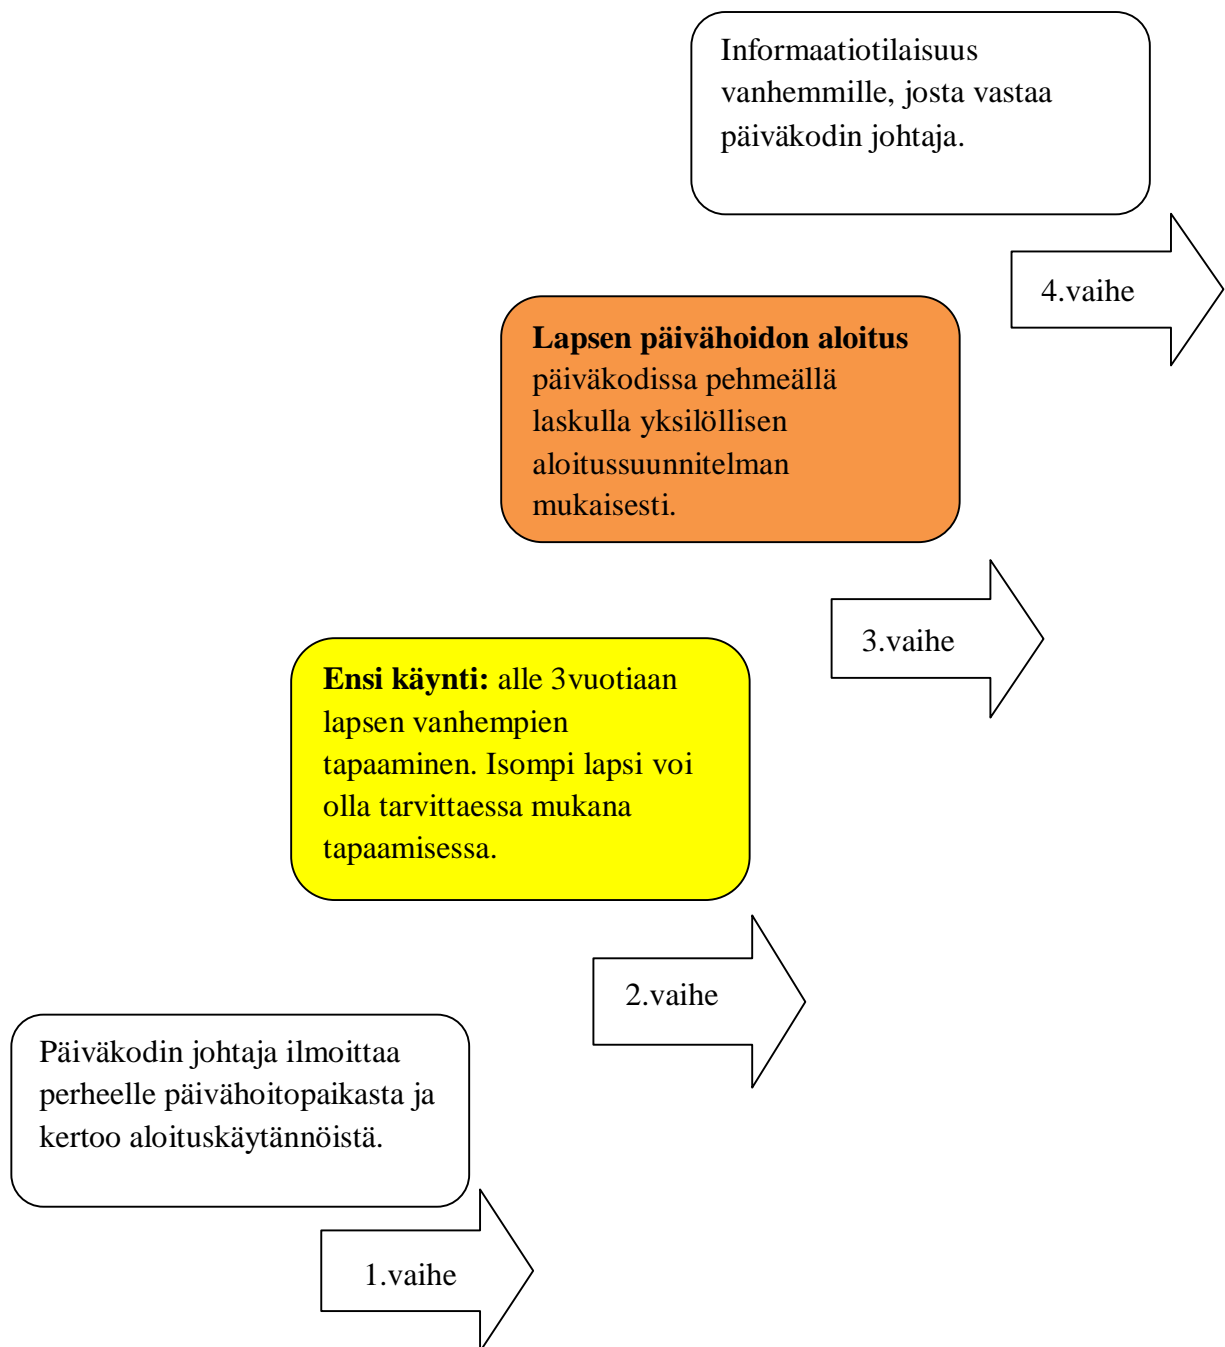 Informaatiotilaisuus
vanhemmille, josta vastaa
päiväkodin johtaja.
4.vaihe
Lapsen päivähoidon aloitus
päiväkodissa pehmeällä
laskulla yksilöllisen
aloitussuunnitelman
mukaisesti.
3.vaihe
Ensi käynti: alle 3vuotiaan
lapsen vanhempien
tapaaminen. Isompi lapsi voi
olla tarvittaessa mukana
tapaamisessa.
2.vaihe
Päiväkodin johtaja ilmoittaa
perheelle päivähoitopaikasta ja
kertoo aloituskäytännöistä.
1.vaihe